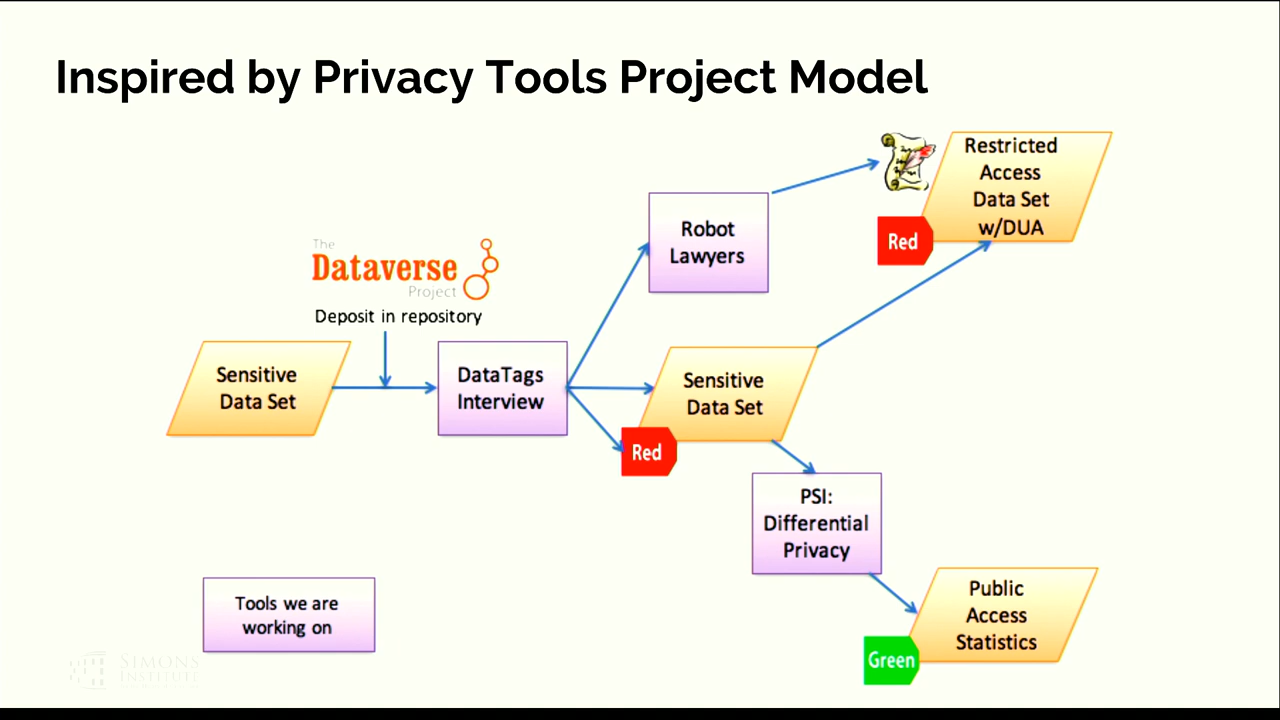 Inspired by Privacy Tools Project Model
Restricted
Access
Data Set
w/DUA
Red
Robot
Lawyers
The
Dataverse
Project
Deposit in repository
Sensitive
Data Set
DataTags
Interview
Sensitive
Data Set
Red
PSI:
Differential
Privacy
Tools we are
working on
Public
Access
Statistics
Green
SIMONS
INSTITUTE